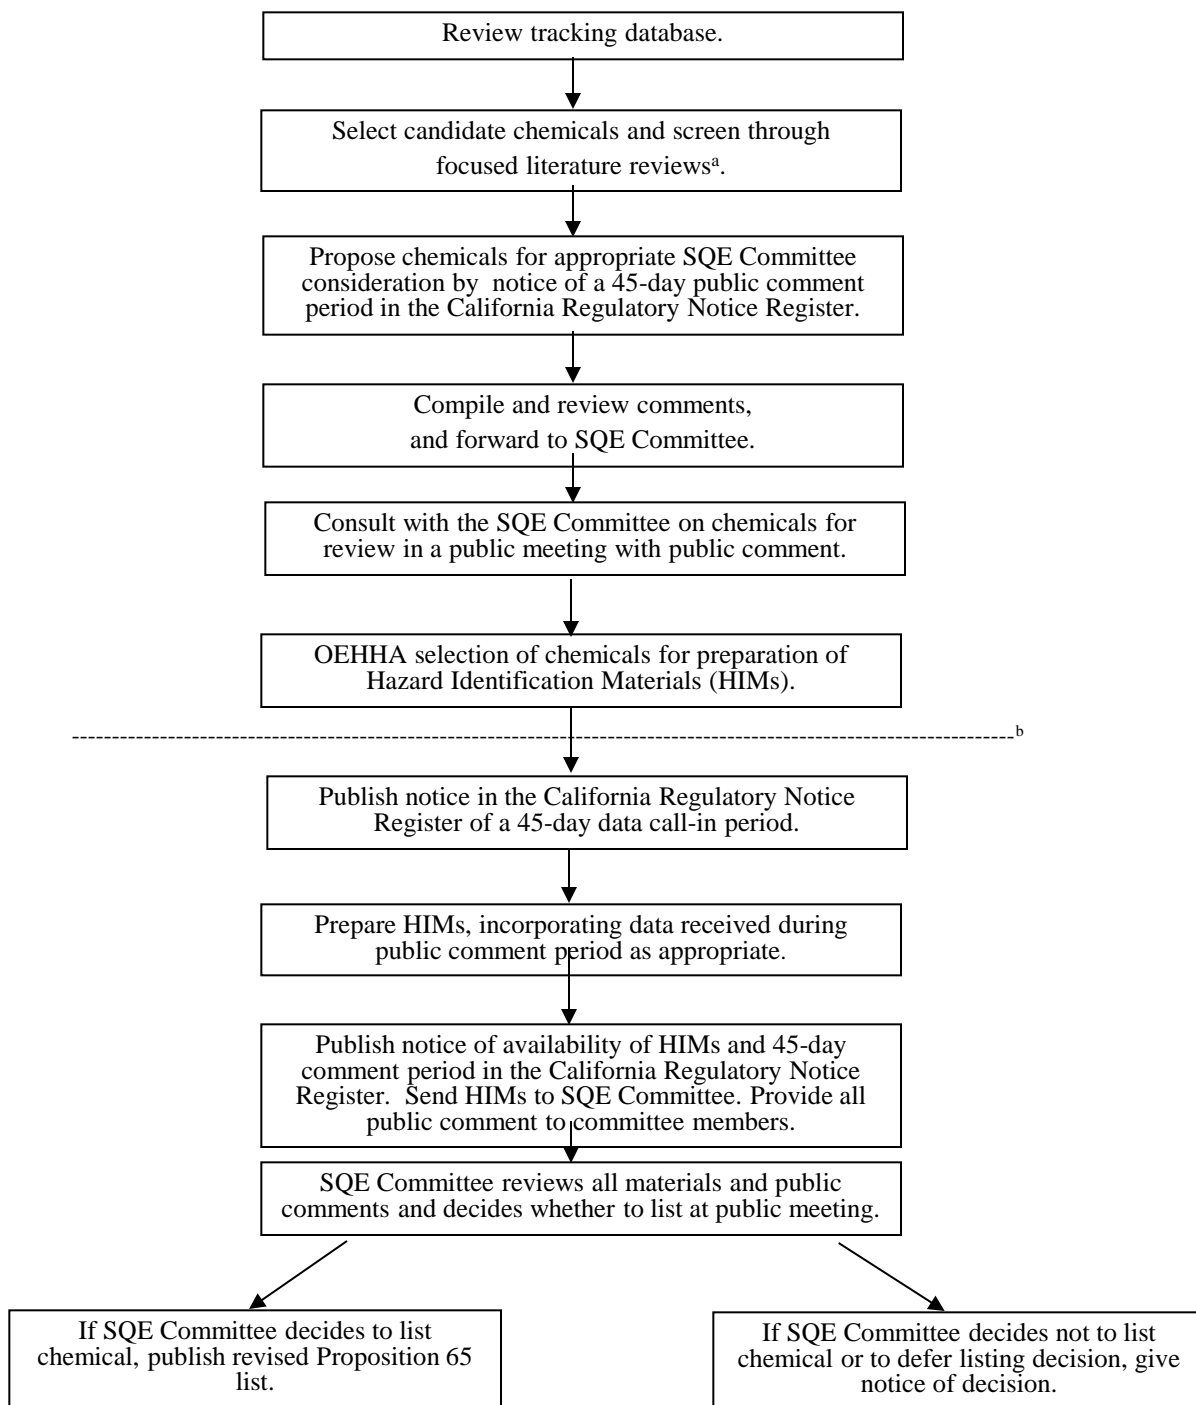 Review tracking database.
Select candidate chemicals and screen through
focused literature reviewsᵃ.
Propose chemicals for appropriate SQE Committee
consideration by  notice of a 45-day public comment
period in the California Regulatory Notice Register.
Compile and review comments,
and forward to SQE Committee.
Consult with the SQE Committee on chemicals for
review in a public meeting with public comment.
OEHHA selection of chemicals for preparation of
Hazard Identification Materials (HIMs).
b
Publish notice in the California Regulatory Notice
Register of a 45-day data call-in period.
Prepare HIMs, incorporating data received during
public comment period as appropriate.
Publish notice of availability of HIMs and 45-day
comment period in the California Regulatory Notice
Register.  Send HIMs to SQE Committee. Provide all
public comment to committee members.
SQE Committee reviews all materials and public
comments and decides whether to list at public meeting.
If SQE Committee decides to list
chemical, publish revised Proposition 65
list.
If SQE Committee decides not to list
chemical or to defer listing decision, give
notice of decision.